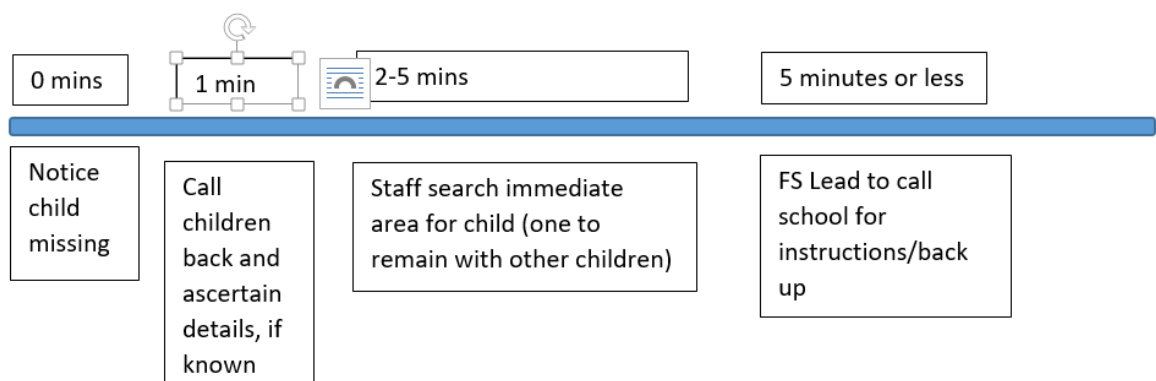 0 mins
1 min
2-5 mins
5 minutes or less
Notice
child
missing
Call
children
back and
ascertain
details, if
known
Staff search immediate
area for child (one to
remain with other children)
FS Lead to call
school for
instructions/back
up